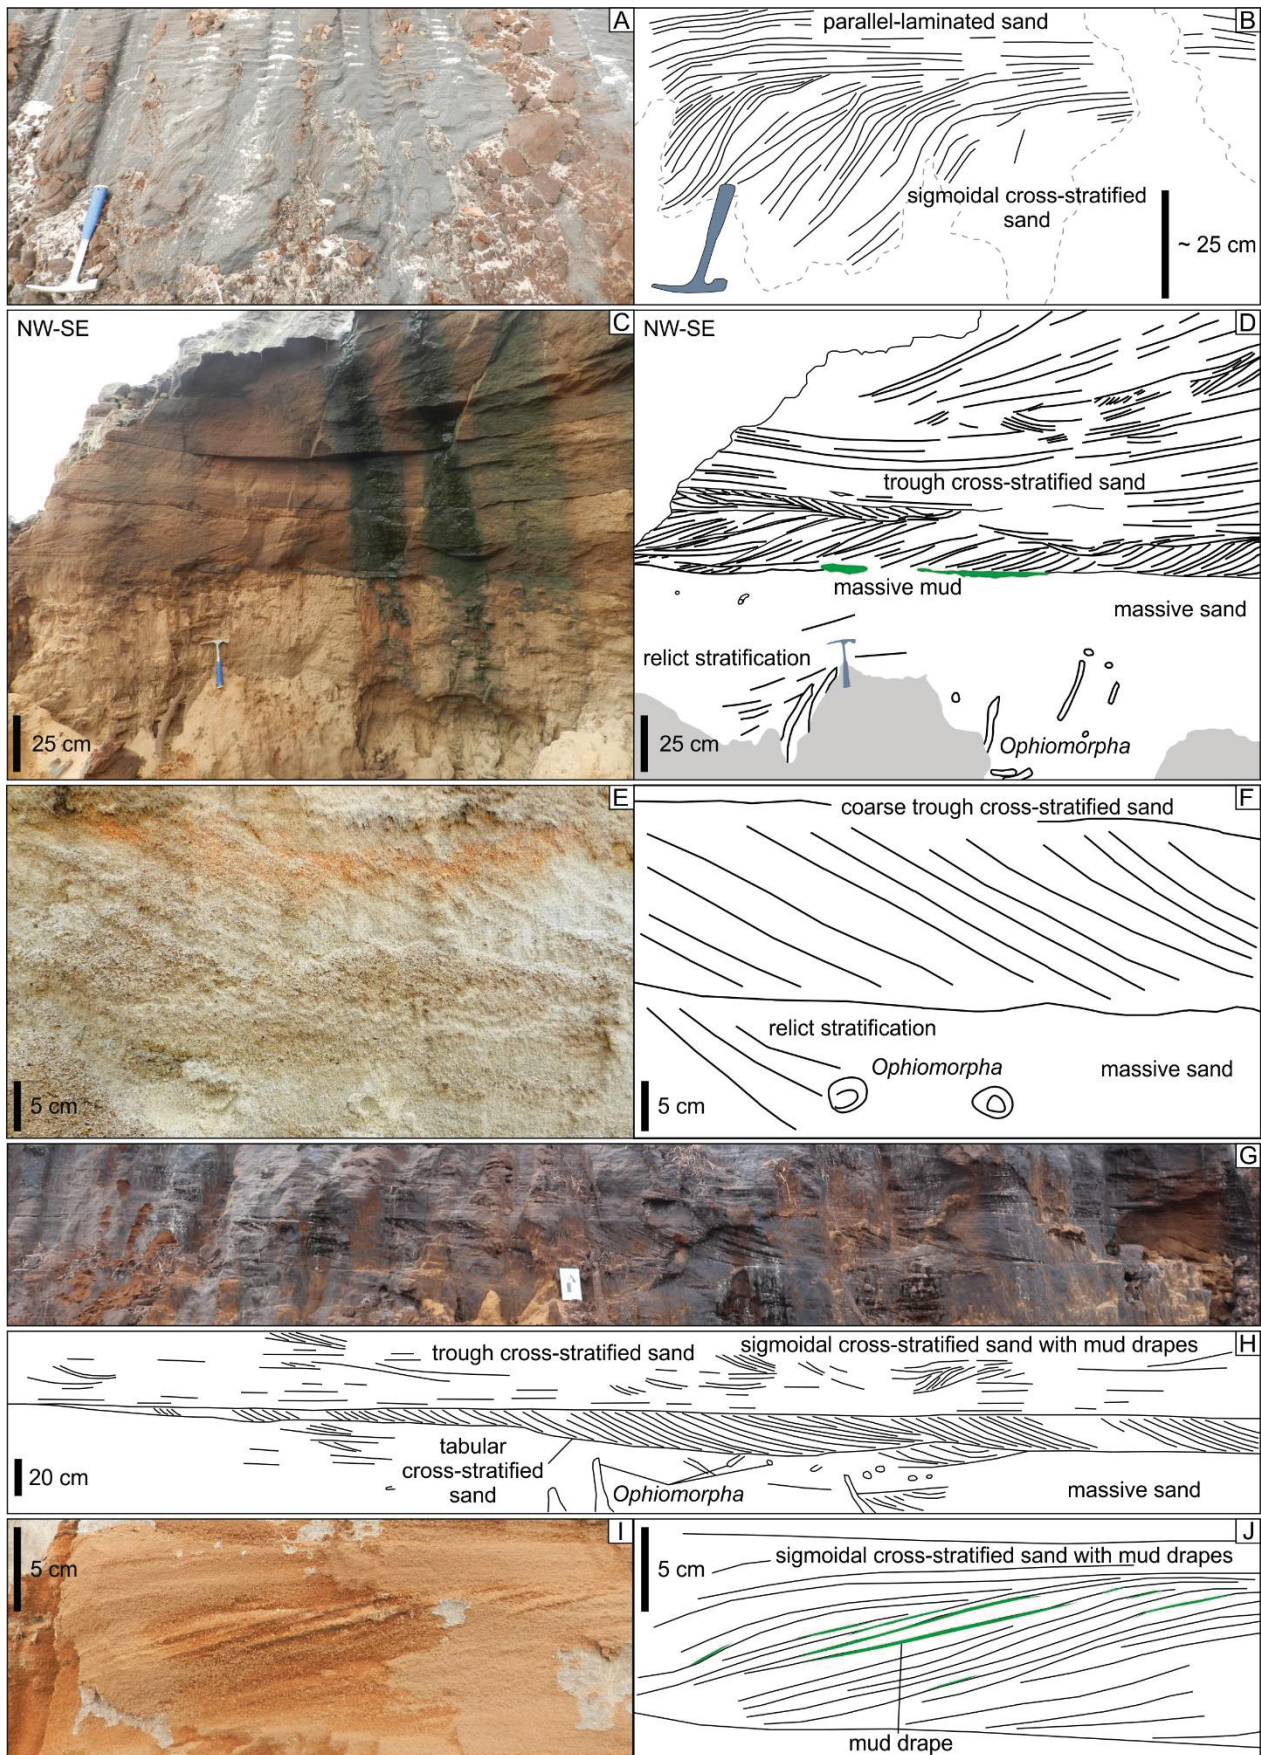 A
B
parallel-laminated sand
sigmoidal cross-stratified
sand
~ 25 cm
NW-SE
C
NW-SE
D
trough cross-stratified sand
massive mud
massive sand
relict stratification
25 cm
25 cm
Ophiomorpha
E
F
coarse trough cross-stratified sand
relict stratification
Ophiomorpha
massive sand
5 cm
5 cm
G
H
trough cross-stratified sand
sigmoidal cross-stratified sand with mud drapes
tabular
cross-stratified
sand
20 cm
Ophiomorpha
massive sand
I
J
5 cm
5 cm
sigmoidal cross-stratified sand with mud drapes
mud drape